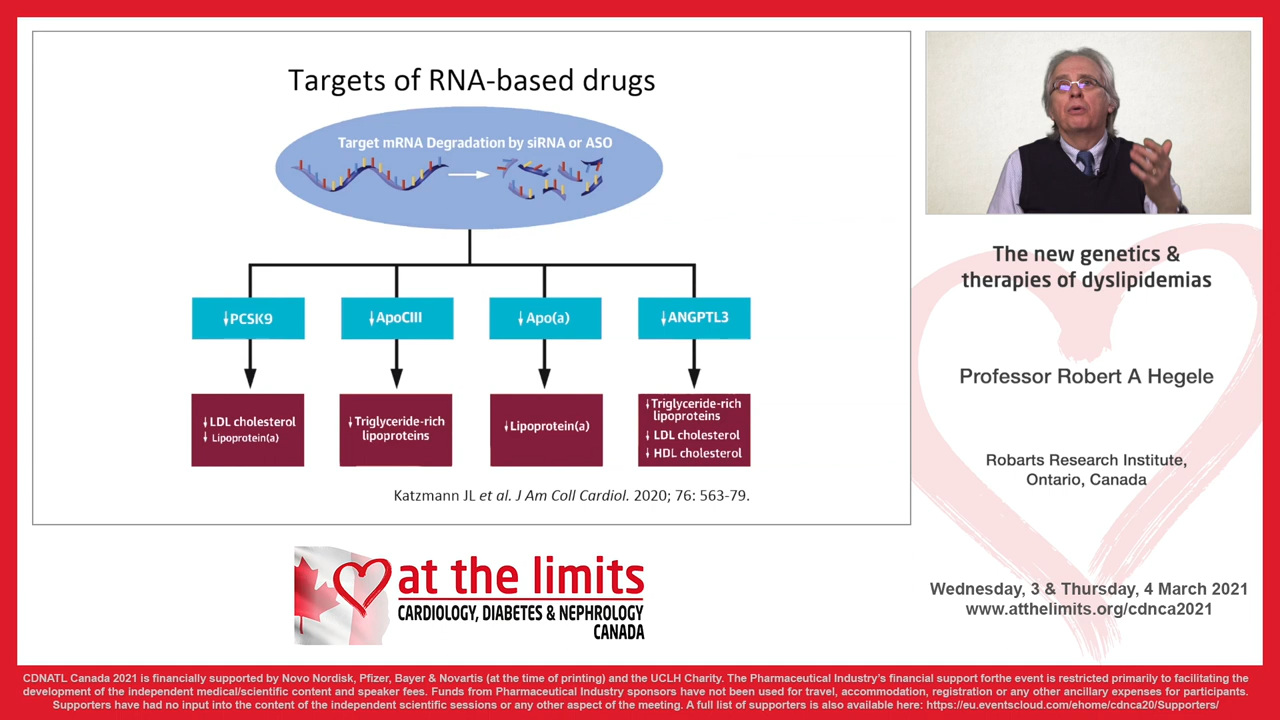 Targets of RNA-based drugs
Target mRNA Degradation by siRNA or ASO
↓PCSK9
↓ApoCIII
↓Apo(a)
↓ANGPTL3
↓LDL cholesterol
↓ Lipoprotein(a)
↓Triglyceride-rich
lipoproteins
↓Lipoprotein(a)
↓Triglyceride-rich
lipoproteins
↓ LDL cholesterol
↓ HDL cholesterol
Katzmann JL et al. J Am Coll Cardiol. 2020; 76: 563-79.
The new genetics &
therapies of dyslipidemias
Professor Robert A Hegele
Robarts Research Institute,
Ontario, Canada
Wednesday, 3 & Thursday, 4 March 2021
www.atthelimits.org/cdnca2021
at the limits
CARDIOLOGY, DIABETES & NEPHROLOGY
CANADA
CDNATL Canada 2021 is financially supported by Novo Nordisk, Pfizer, Bayer & Novartis (at the time of printing) and the UCLH Charity. The Pharmaceutical Industry's financial support forthe event is restricted primarily to facilitating the
development of the independent medical/scientific content and speaker fees. Funds from Pharmaceutical Industry sponsors have not been used for travel, accommodation, registration or any other ancillary expenses for participants.
Supporters have had no input into the content of the independent scientific sessions or any other aspect of the meeting. A full list of supporters is also available here: https://eu.eventscloud.com/ehome/cdnca20/Supporters/